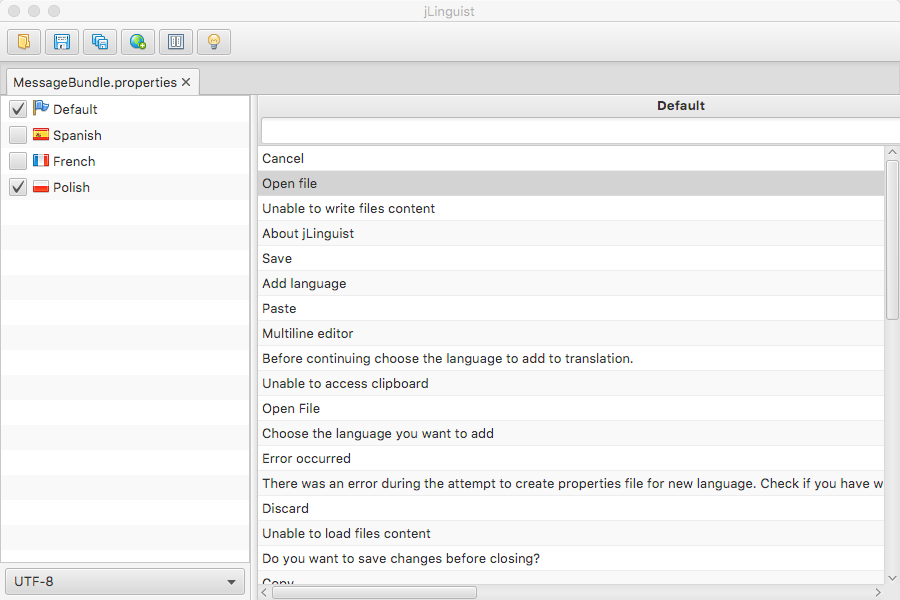 jLinguist
MessageBundle.properties
Default
Spanish
French
Polish
UTF-8
Default
Cancel
Open file
Unable to write files content
About jLinguist
Save
Add language
Paste
Multiline editor
Before continuing choose the language to add to translation.
Unable to access clipboard
Open File
Choose the language you want to add
Error occurred
There was an error during the attempt to create properties file for new language. Check if you have w
Discard
Unable to load files content
Do you want to save changes before closing?
Copy